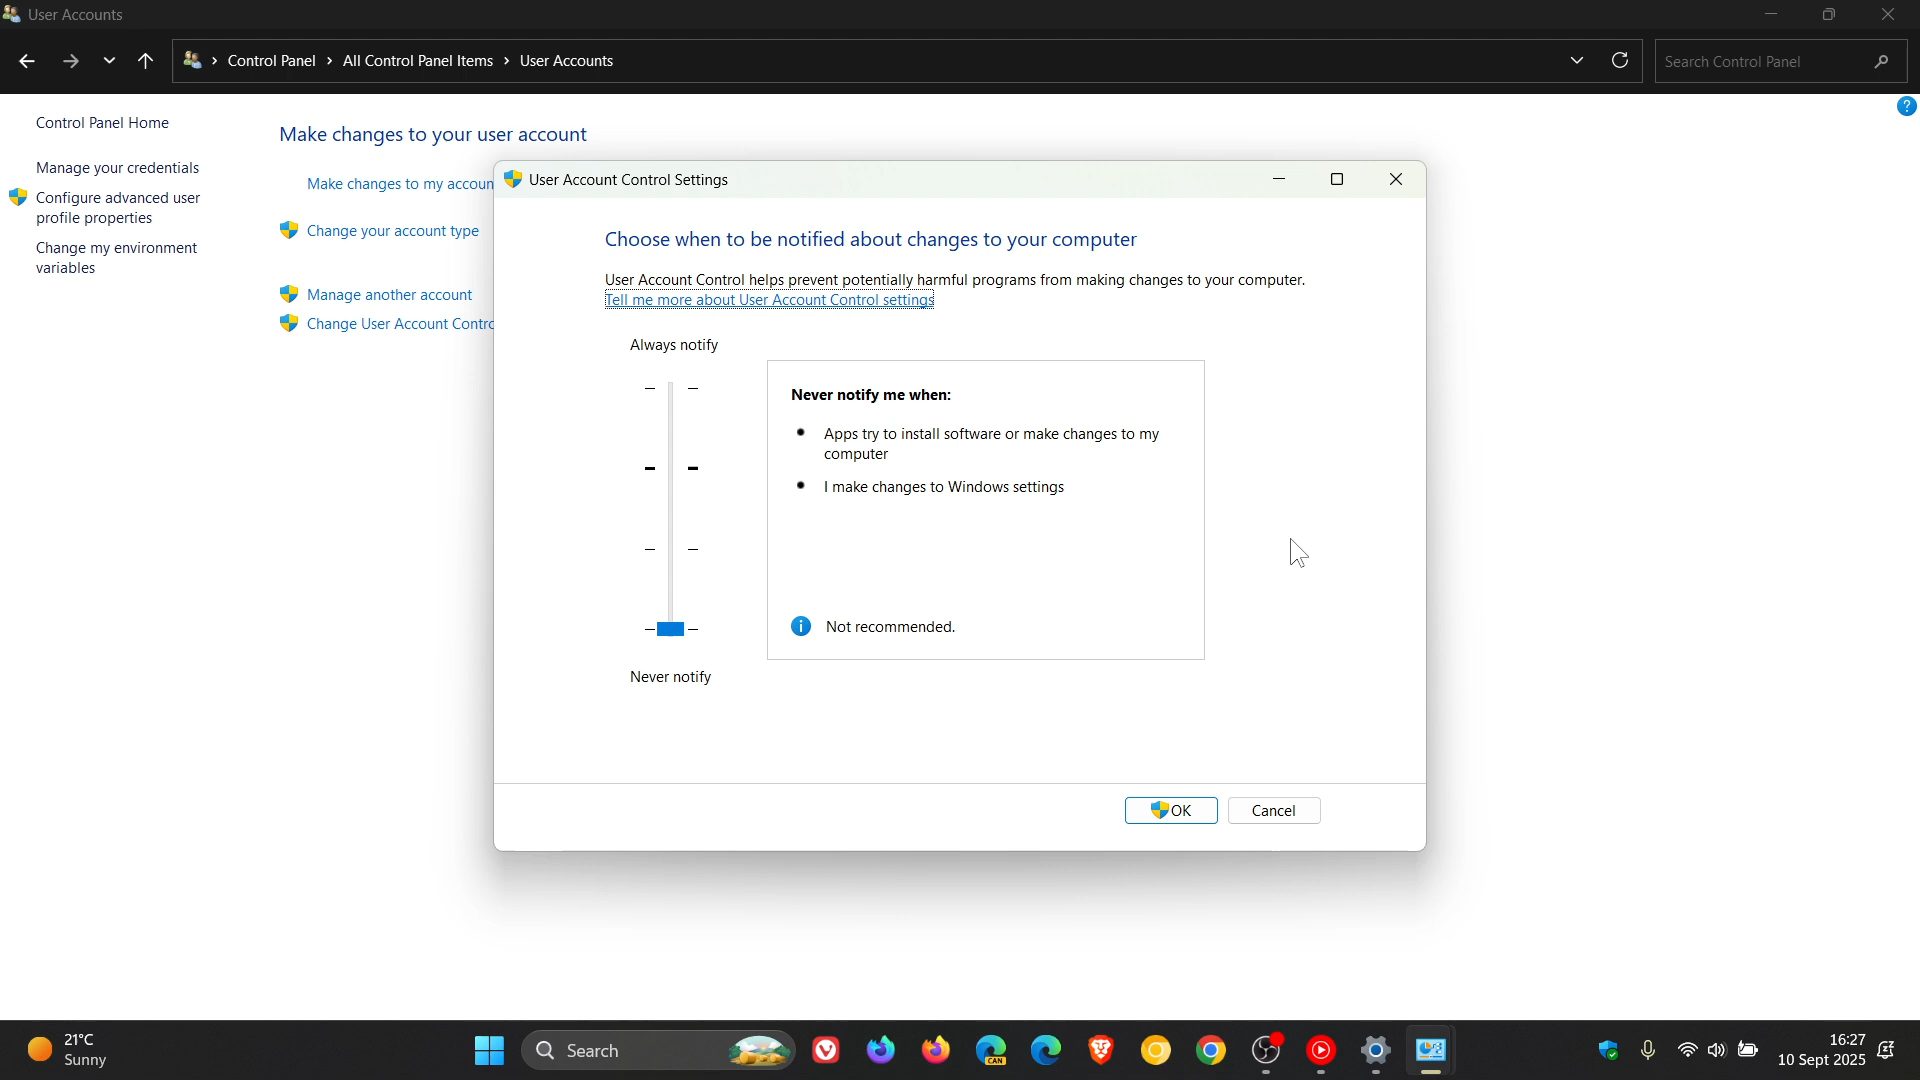 User Accounts
Control Panel › All Control Panel Items › User Accounts
Search Control Panel
Control Panel Home
Manage your credentials
Configure advanced user
profile properties
Change my environment
variables
Make changes to your user account
Make changes to my accoun
Change your account type
Manage another account
Change User Account Contro
User Account Control Settings
Choose when to be notified about changes to your computer
User Account Control helps prevent potentially harmful programs from making changes to your computer.
Tell me more about User Account Control settings
Always notify
Never notify me when:
• Apps try to install software or make changes to my
computer
• I make changes to Windows settings
Not recommended.
Never notify
OK
Cancel
21°C
Sunny
Search
CAN
16:27
10 Sept 2025